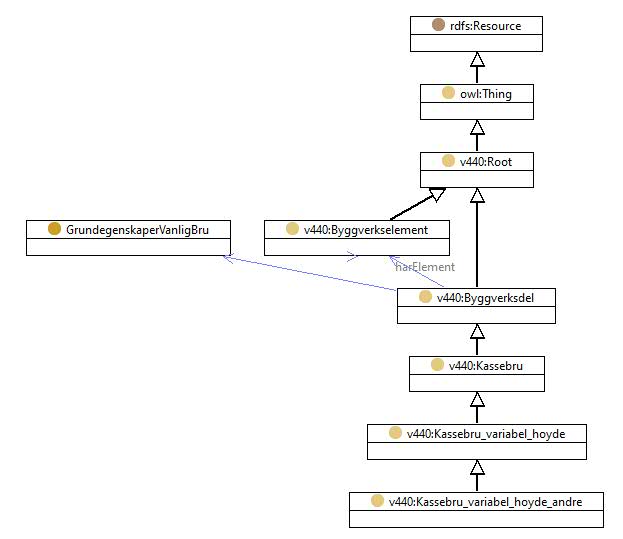 rdfs:Resource
owl:Thing
v440:Root
GrundegenskaperVanligBru
v440:Byggverkselement
harElement
v440:Byggverksdel
v440:Kassebru
v440:Kassebru_variabel_hoyde
v440:Kassebru_variabel_hoyde_andre